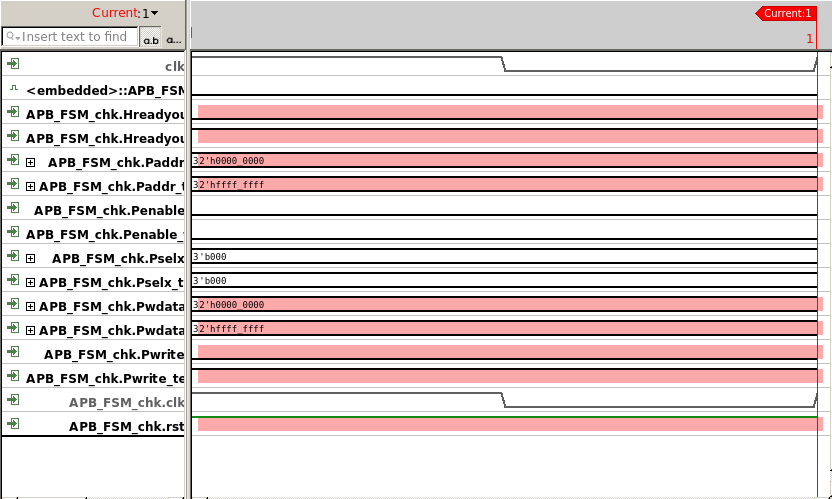 Current:1
Insert text to find
a.b
a...
Current:1
1
clk
<embedded>::APB_FSM
APB_FSM_chk.Hreadyou
APB_FSM_chk.Hreadyou
APB_FSM_chk.Paddr
32'h0000_0000
APB_FSM_chk.Paddr_t
32'hffff_ffff
APB_FSM_chk.Penable
APB_FSM_chk.Penable_
APB_FSM_chk.Pselx
3'b000
APB_FSM_chk.Pselx_t
3'b000
APB_FSM_chk.Pwdata
32'h0000_0000
APB_FSM_chk.Pwdata
32'hffff_ffff
APB_FSM_chk.Pwrite
APB_FSM_chk.Pwrite_te
APB_FSM_chk.clk
APB_FSM_chk.rst